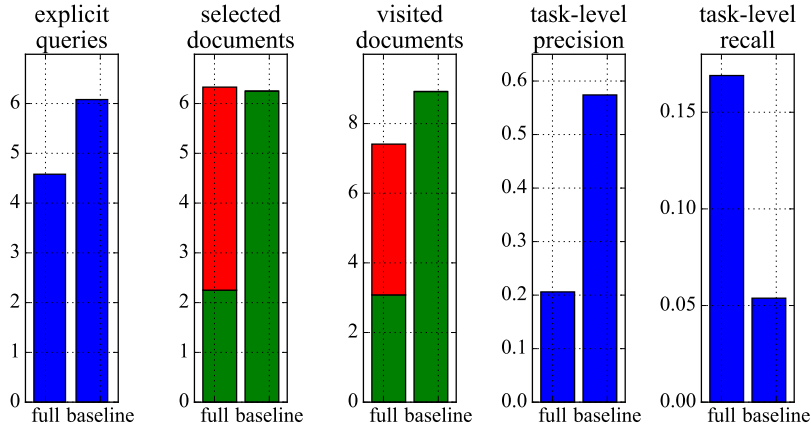 explicit
queries
6
5
4
3
2
1
0
full baseline
selected
documents
6
5
4
3
2
1
0
full baseline
visited
documents
8
6
4
2
0
full baseline
task-level
precision
0.6
0.5
0.4
0.3
0.2
0.1
0.0
full baseline
task-level
recall
0.15
0.10
0.05
0.00
full baseline